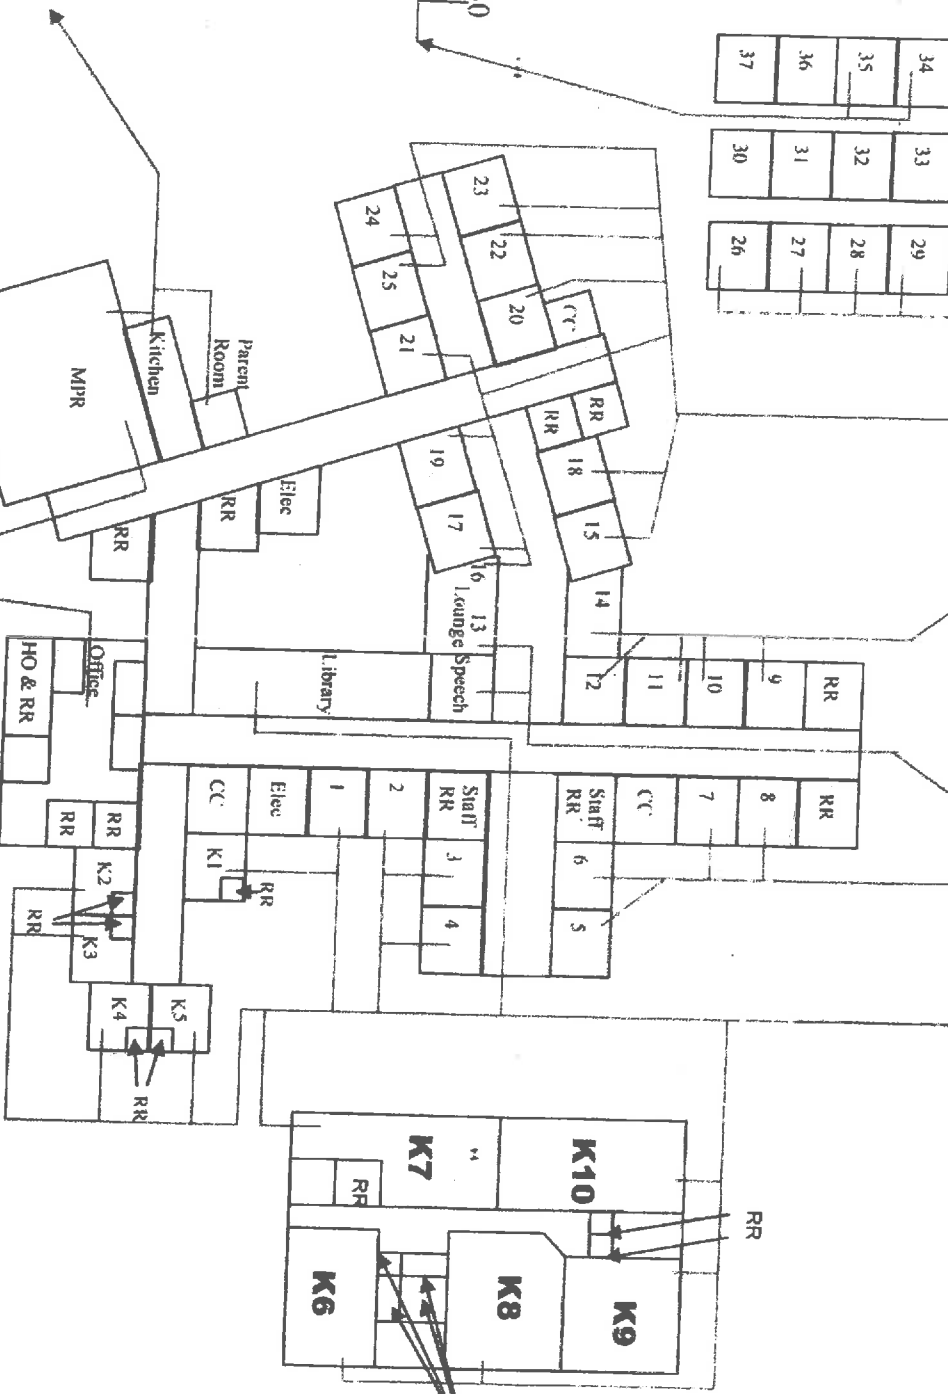 0
37
36
35
34
30
31
32
33
26
27
28
29
23
22
20
CC
24
25
21
RR
RR
18
15
19
17
16
14
13
Lounge
Speech
Parent
Room
Kitchen
MPR
Elec
RR
RR
Library
12
11
10
9
RR
Office
HO & RR
RR
RR
CC
Elec
1
2
Staff
RR
3
4
Staff
RR
6
5
CC
7
8
RR
K1
RR
K2
K3
RR
K4
K5
RR
K7
RR
K10
RR
K6
K8
K9